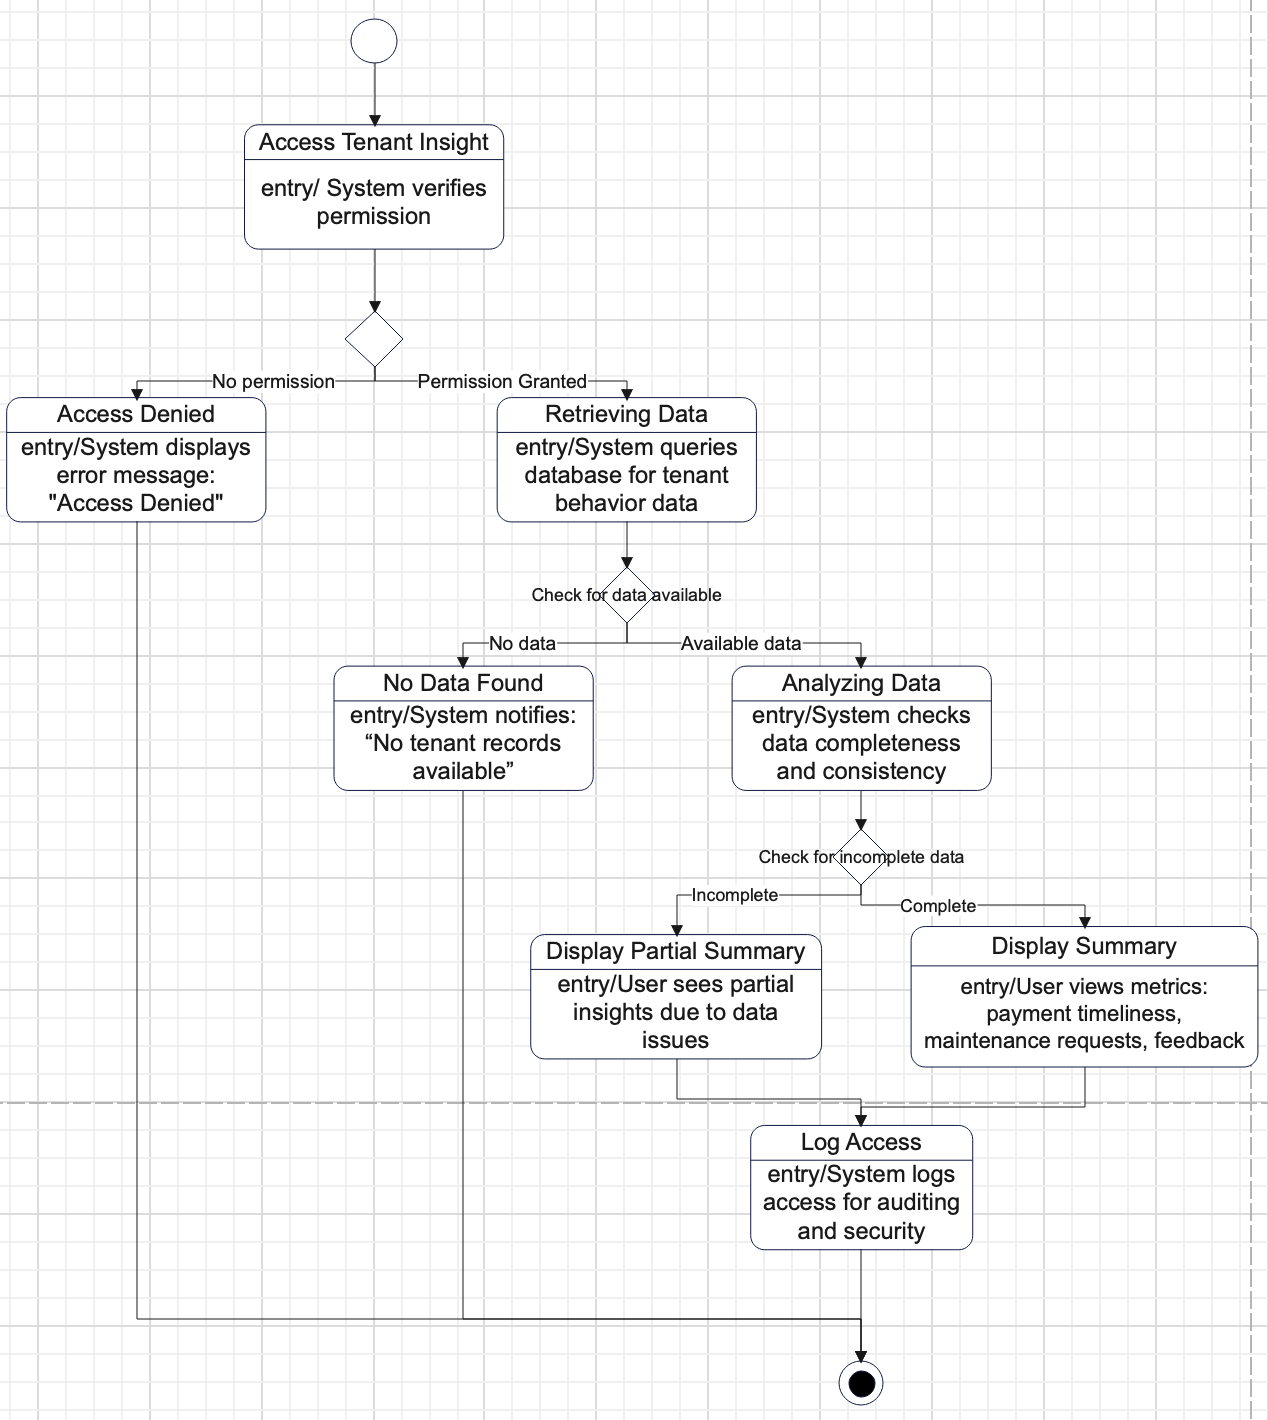 Access Tenant Insight
entry/ System verifies
permission
No permission
Permission Granted
Access Denied
entry/System displays
error message:
"Access Denied"
Retrieving Data
entry/System queries
database for tenant
behavior data
Check for data available
No data
Available data
No Data Found
entry/System notifies:
“No tenant records
available”
Analyzing Data
entry/System checks
data completeness
and consistency
Check for incomplete data
Incomplete
Complete
Display Partial Summary
entry/User sees partial
insights due to data
issues
Display Summary
entry/User views metrics:
payment timeliness,
maintenance requests, feedback
Log Access
entry/System logs
access for auditing
and security